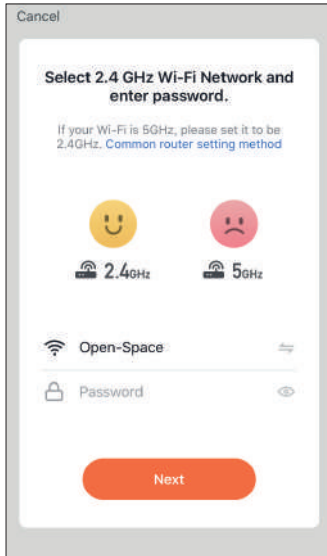 Cancel
Select 2.4 GHz Wi-Fi Network and
enter password.
If your Wi-Fi is 5GHz, please set it to be
2.4GHz. Common router setting method
2.4GHz 5GHz
Open-Space
Password
Next